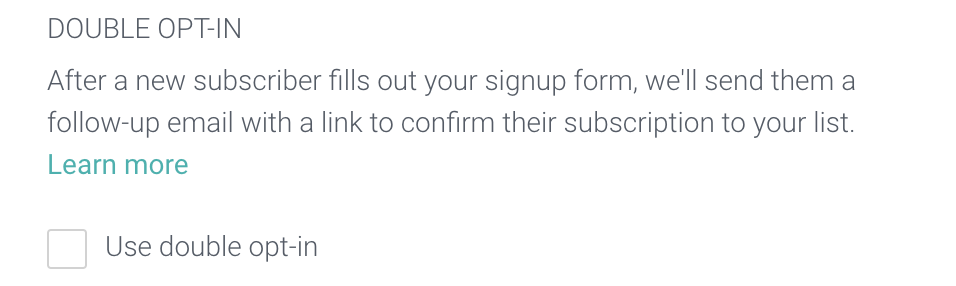 DOUBLE OPT-IN
After a new subscriber fills out your signup form, we'll send them a
follow-up email with a link to confirm their subscription to your list.
Learn more
Use double opt-in